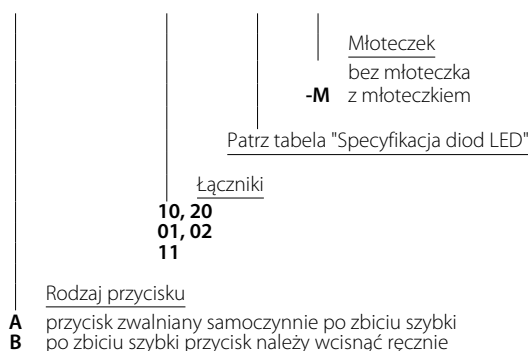 Młoteczek
bez młoteczka
-M z młoteczkiem
Patrz tabela "Specyfikacja diod LED"
Łączniki
10, 20
01, 02
11
Rodzaj przycisku
A przycisk zwalniany samoczynnie po zbiciu szybki
B po zbiciu szybki przycisk należy wcisnąć ręcznie